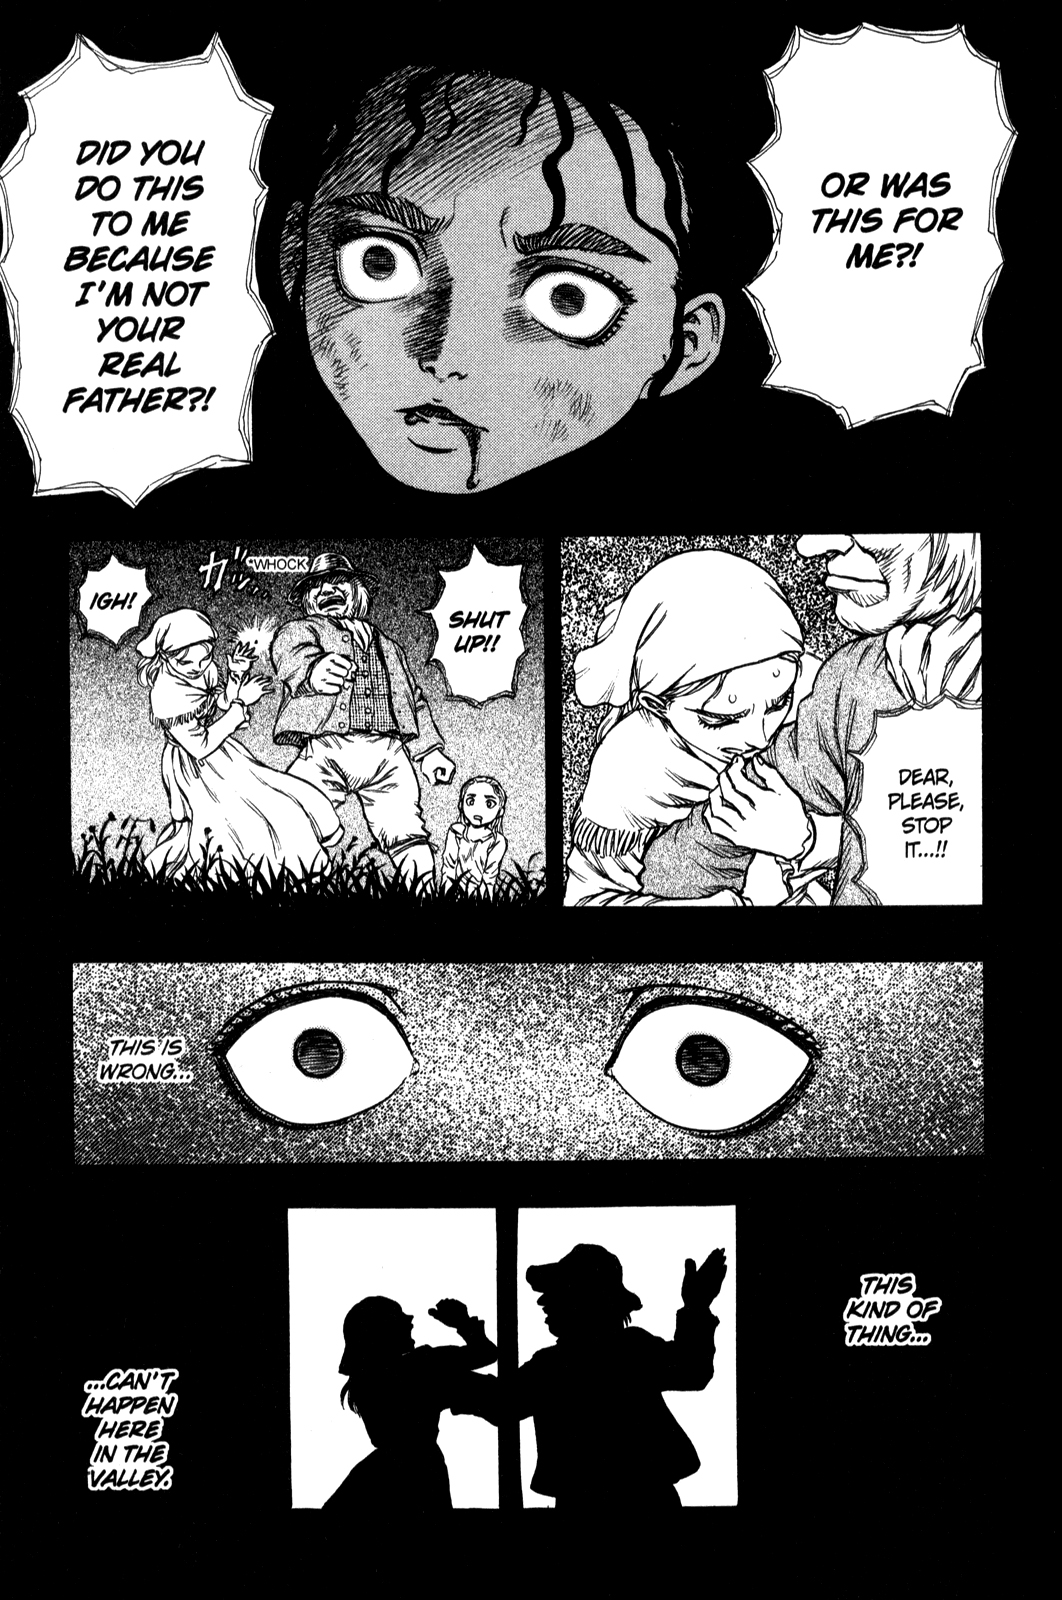 OR WAS
THIS FOR
ME?!
DID YOU
DO THIS
TO ME
BECAUSE
I'M NOT
YOUR
REAL
FATHER?!
DEAR,
PLEASE,
STOP
IT...!!
SHUT
UP!!
ガッ
*WHOCK
IGH!
THIS IS
WRONG...
THIS
KIND OF
THING...
...CAN'T
HAPPEN
HERE
IN THE
VALLEY.